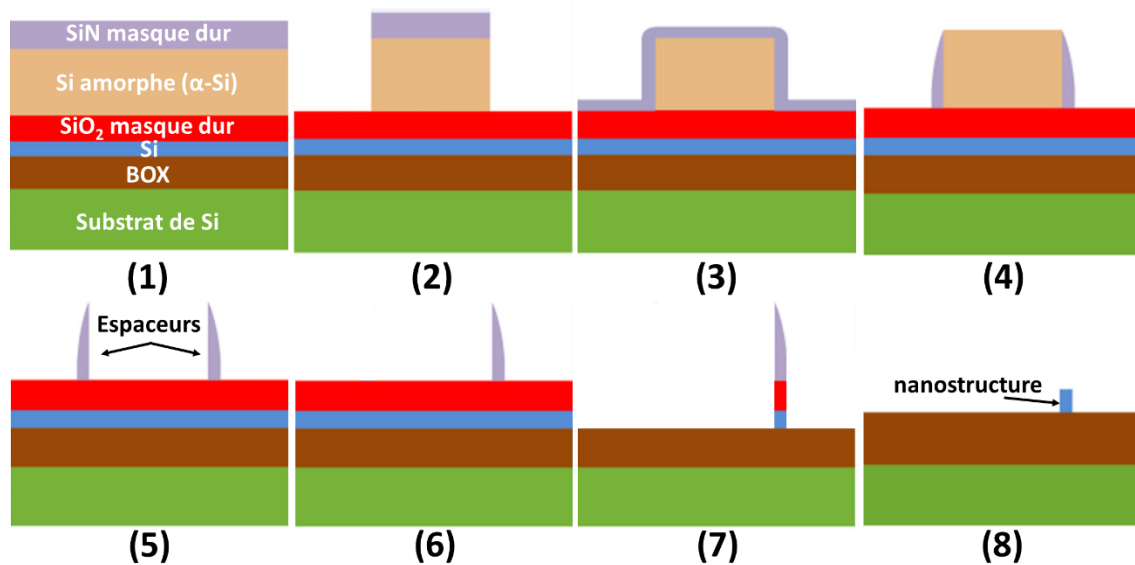 SiN masque dur
Si amorphe (α-Si)
SiO₂ masque dur
Si
BOX
Substrat de Si
(1)
(2)
(3)
(4)
Espaceurs
nanostructure
(5)
(6)
(7)
(8)